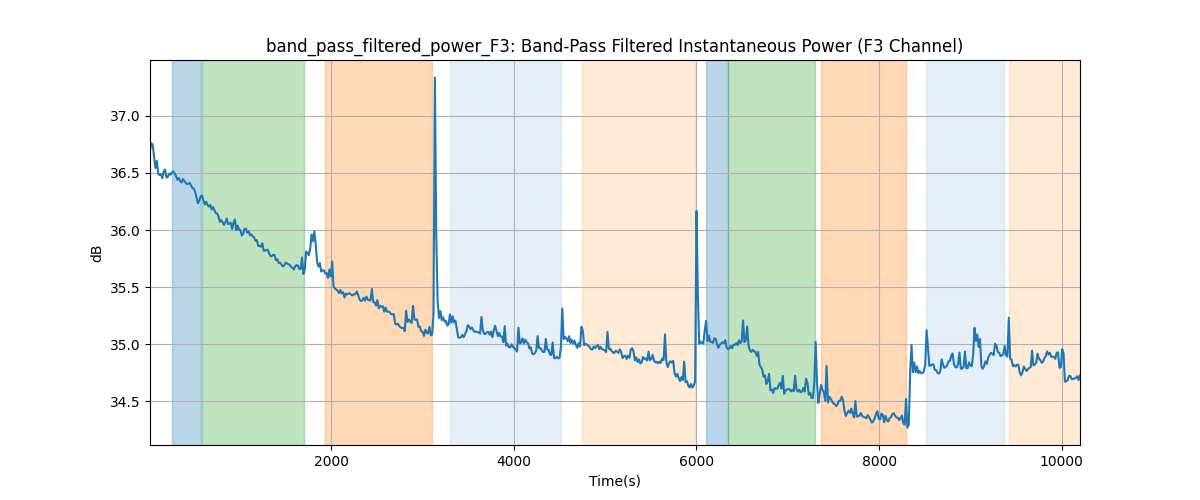 band_pass_filtered_power_F3: Band-Pass Filtered Instantaneous Power (F3 Channel)
37.0
36.5
36.0
35.5
35.0
34.5
dB
2000 4000 6000 8000 10000
Time(s)